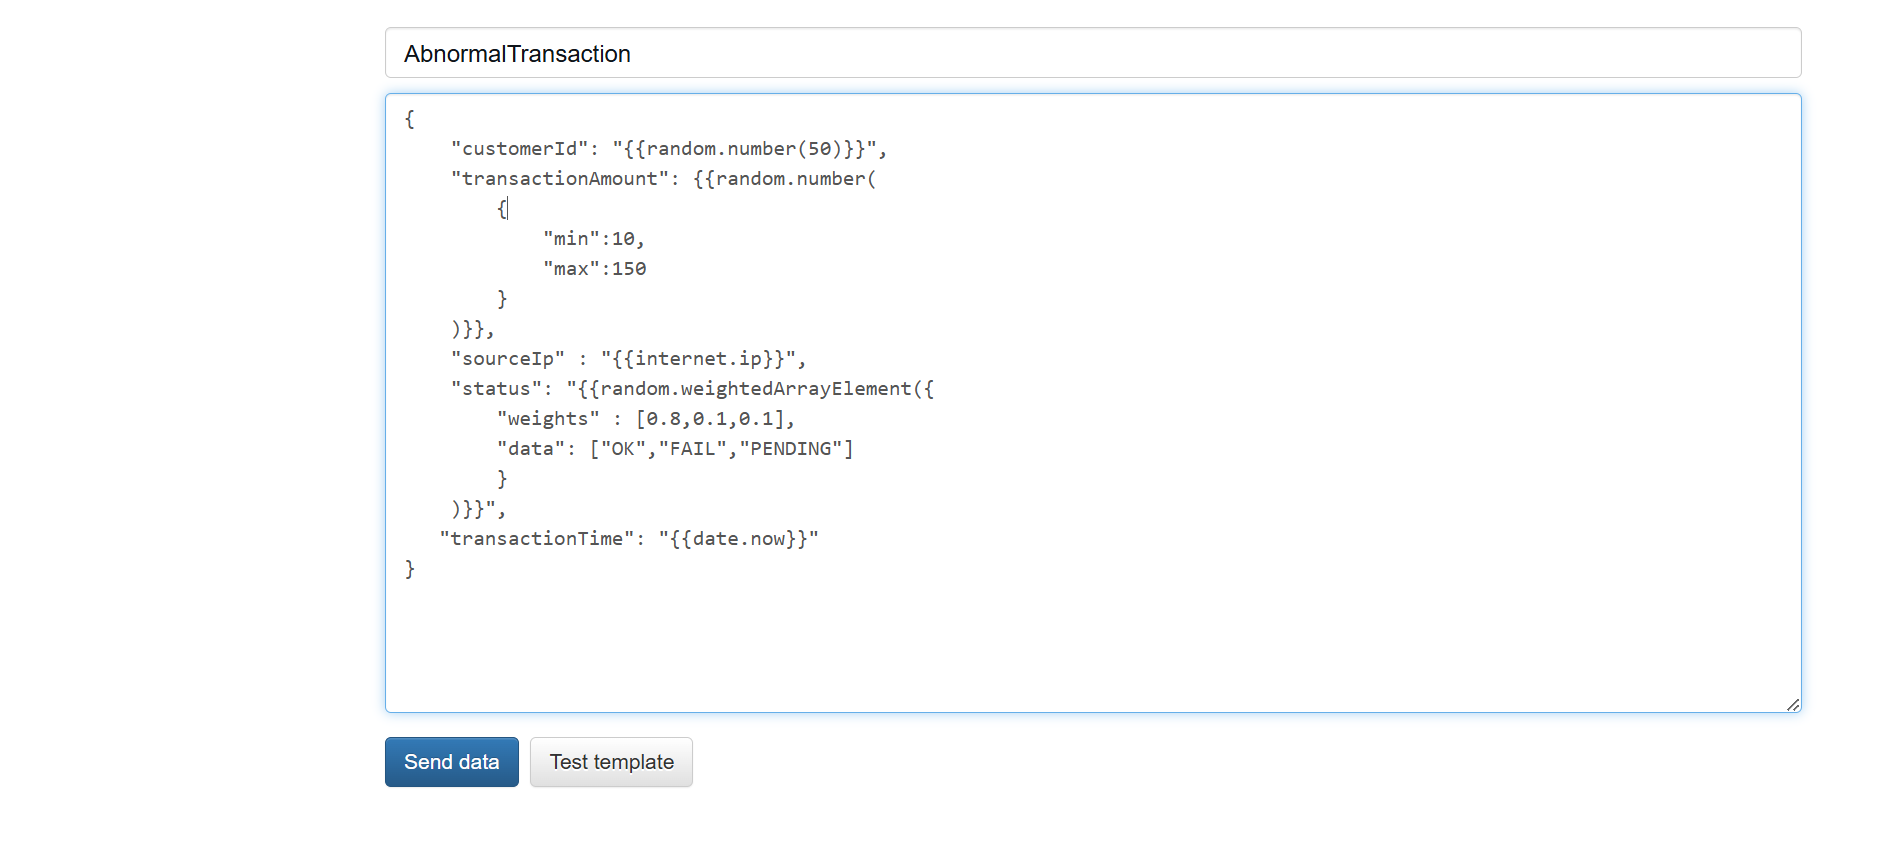 AbnormalTransaction
{
    "customerId": "{{random.number(50)}}",
    "transactionAmount": {{random.number(
        {
            "min":10,
            "max":150
        }
    )}},
    "sourceIp" : "{{internet.ip}}",
    "status": "{{random.weightedArrayElement({
        "weights" : [0.8,0.1,0.1],
        "data": ["OK","FAIL","PENDING"]
        }
    )}}",
   "transactionTime": "{{date.now}}"
}
Send data
Test template